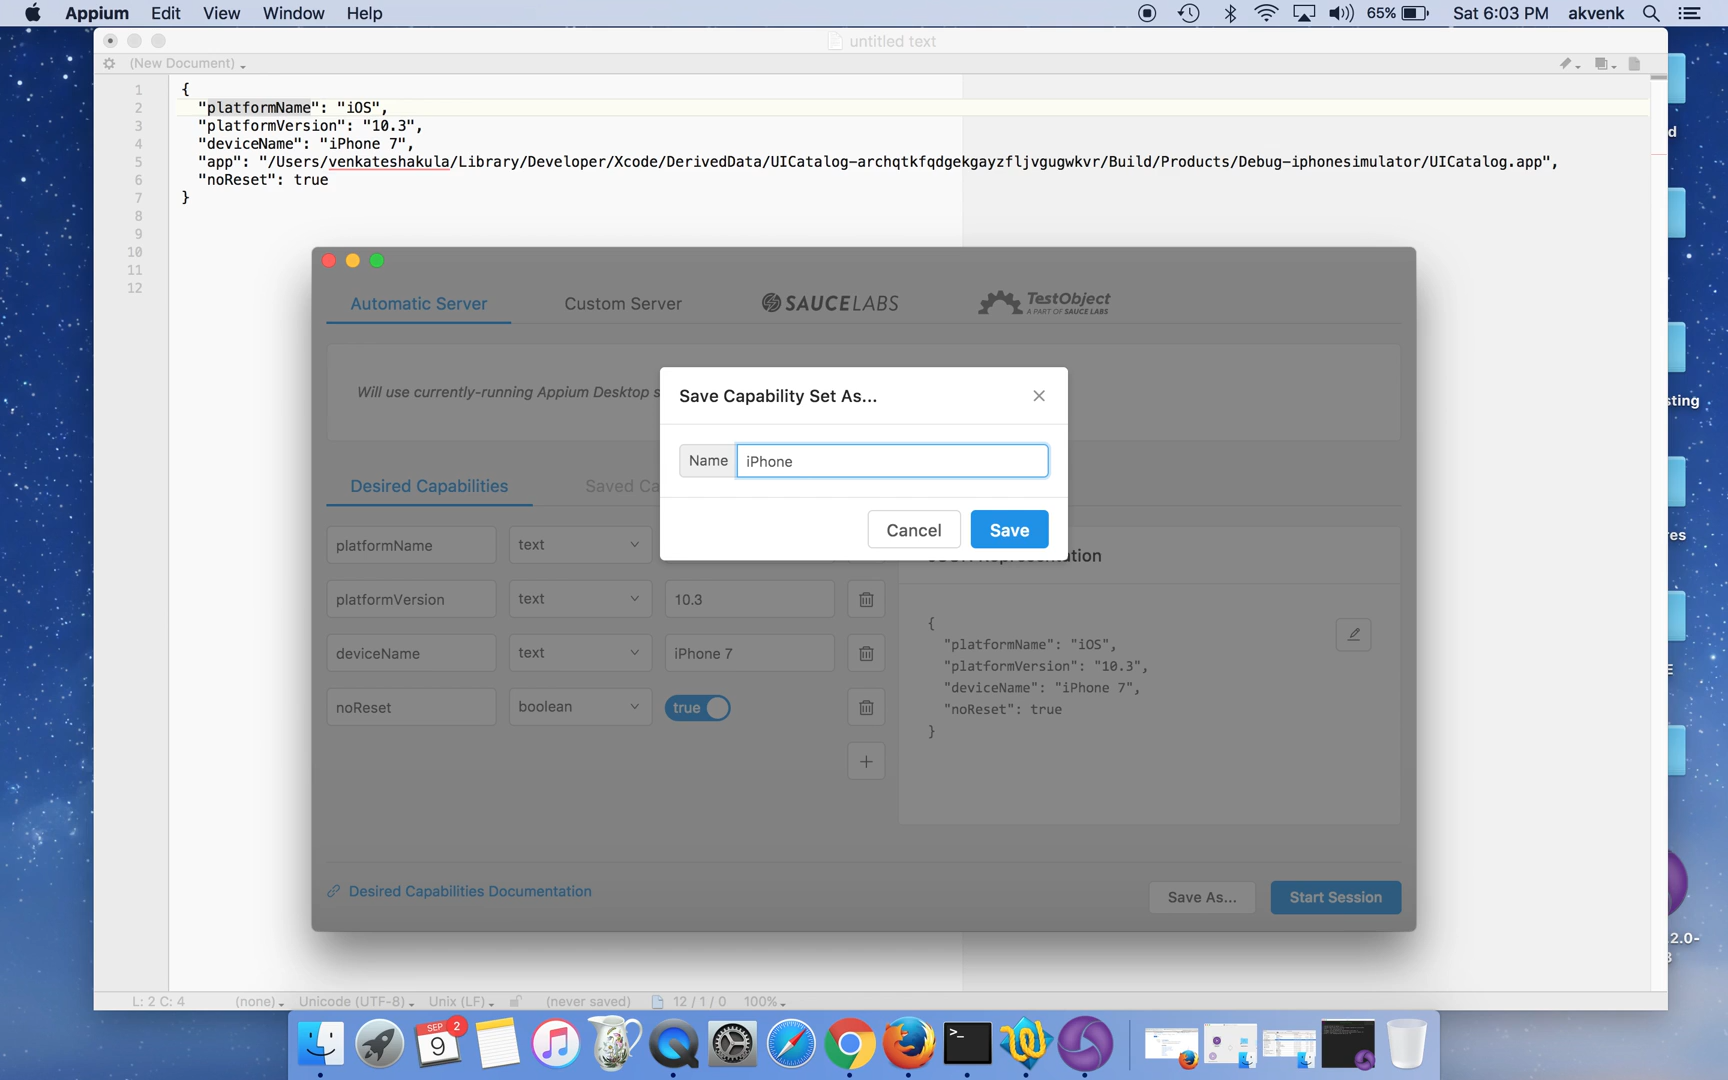 Appium Edit View Window Help 65% Sat 6:03 PM akvenk
untitled text
(New Document)
1 {
2 "platformName": "iOS",
3 "platformVersion": "10.3",
4 "deviceName": "iPhone 7",
5 "app": "/Users/venkateshakula/Library/Developer/Xcode/DerivedData/UICatalog-archqtkfqdgekgayzfljvgugwkvr/Build/Products/Debug-iphonesimulator/UICatalog.app",
6 "noReset": true
7 }
8
9
10
11
12
Automatic Server Custom Server SAUCELABS TestObject
A PART OF SAUCE LABS
Will use currently-running Appium Desktop s
Save Capability Set As...
Name iPhone
Cancel Save
Desired Capabilities Saved Ca
platformName text
platformVersion text 10.3
deviceName text iPhone 7
noReset boolean true
{
"platformName": "iOS",
"platformVersion": "10.3",
"deviceName": "iPhone 7",
"noReset": true
}
Desired Capabilities Documentation
Save As... Start Session
d
sting
res
E
2.0-
3
L: 2 C: 4 (none) Unicode (UTF-8) Unix (LF) (never saved) 12 / 1 / 0 100%
SEP 2
9
>_